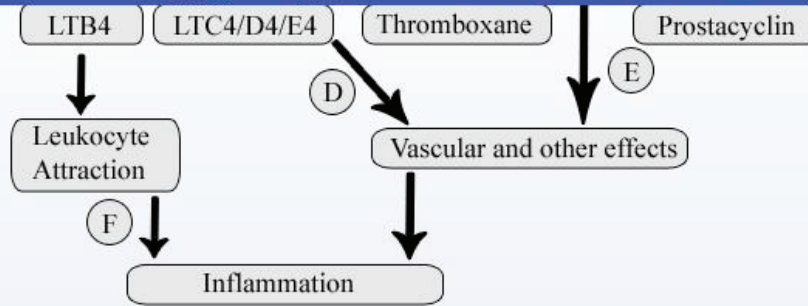 LTB4
LTC4/D4/E4
Thromboxane
Prostacyclin
D
E
Leukocyte
Attraction
Vascular and other effects
F
Inflammation